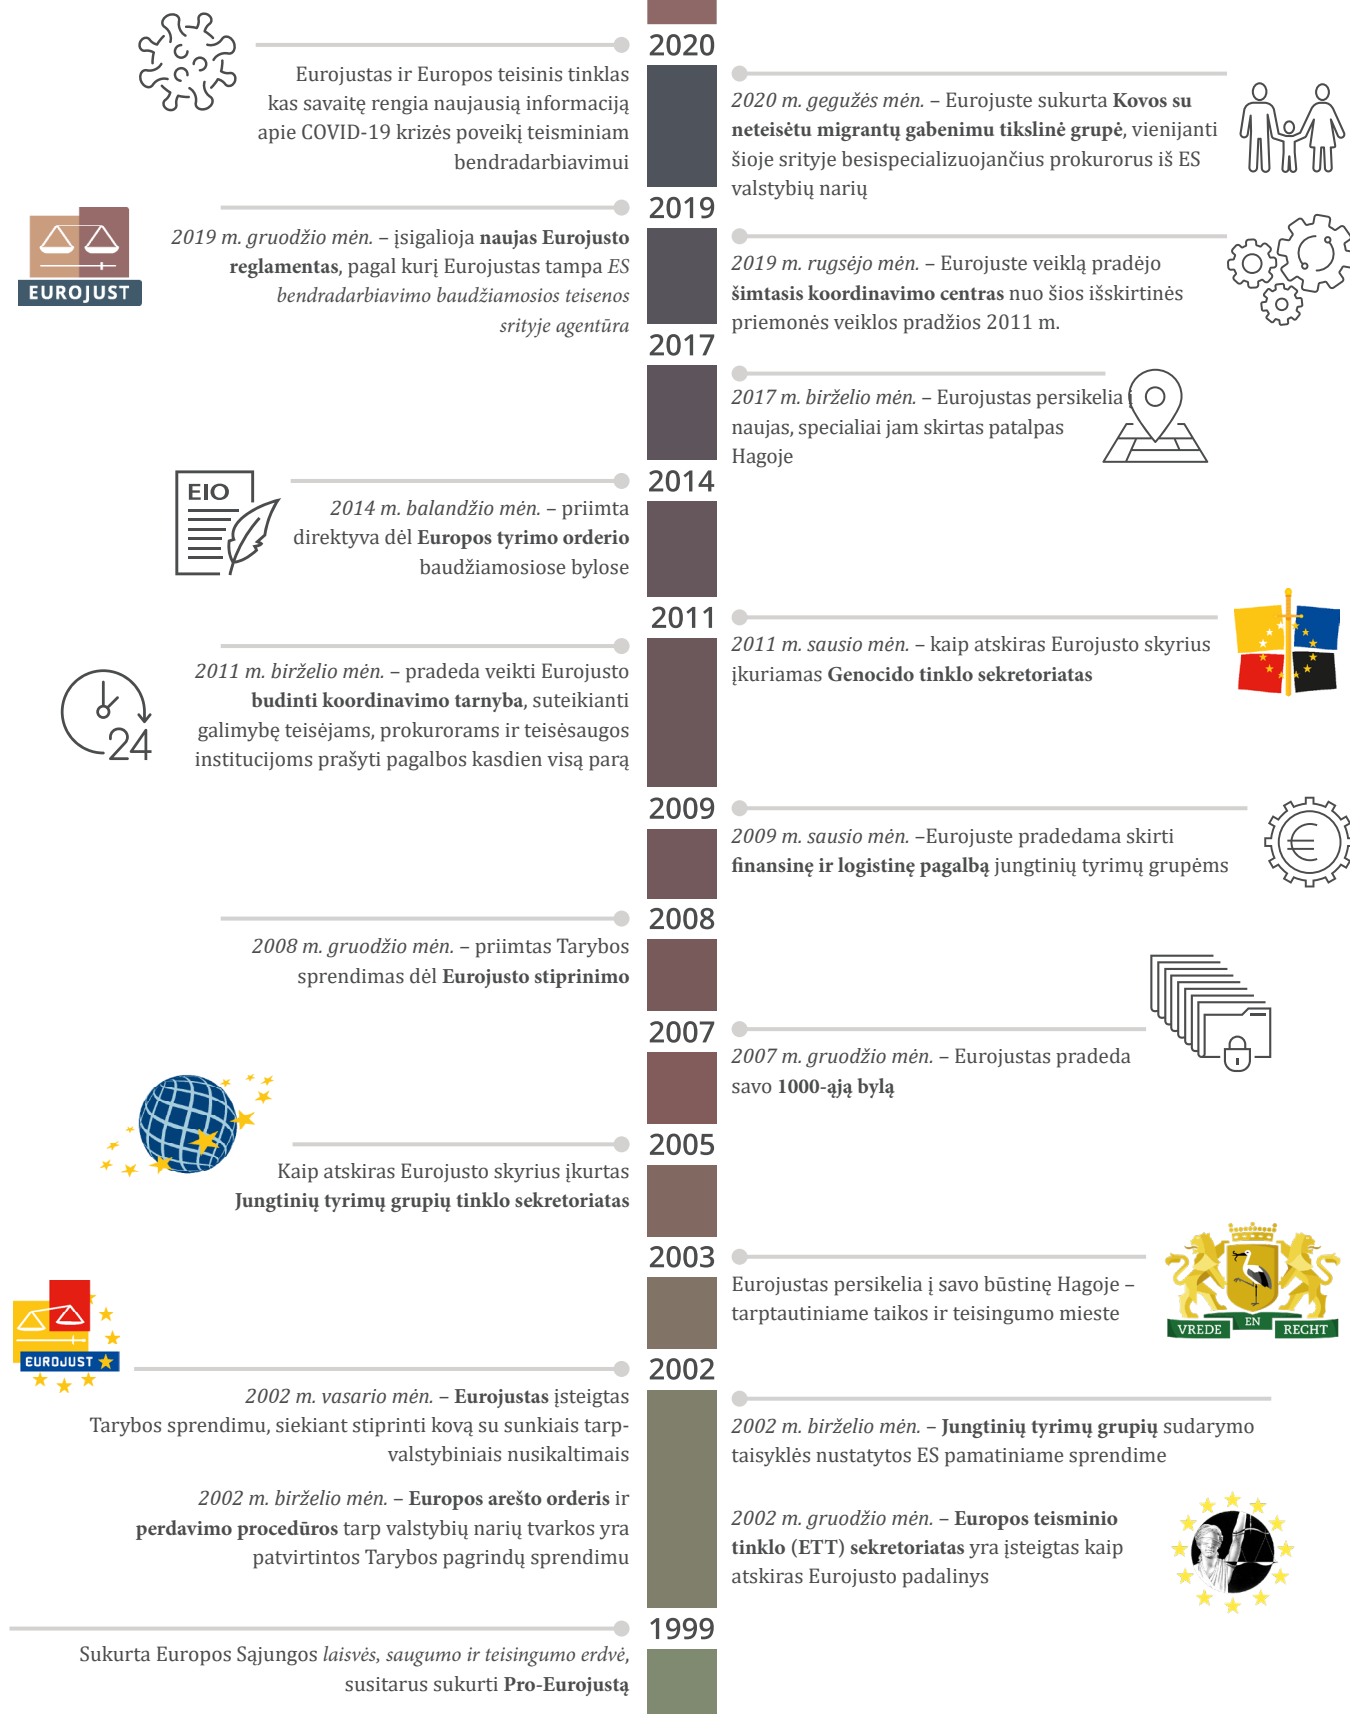 2020
Eurojustas ir Europos teisinis tinklas
kas savaitę rengia naujausią informaciją
apie COVID-19 krizės poveikį teisminiam
bendradarbiavimui
2020 m. gegužės mėn. – Eurojuste sukurta Kovos su
neteisėtu migrantų gabenimu tikslinė grupė, vienijanti
šioje srityje besispecializuojančius prokurorus iš ES
valstybių narių
2019
EUROJUST
2019 m. gruodžio mėn. – įsigalioja naujas Eurojusto
reglamentas, pagal kurį Eurojustas tampa ES
bendradarbiavimo baudžiamosios teisenos
srityje agentūra
2019 m. rugsėjo mėn. – Eurojuste veiklą pradėjo
šimtasis koordinavimo centras nuo šios išskirtinės
priemonės veiklos pradžios 2011 m.
2017
2017 m. birželio mėn. – Eurojustas persikelia į
naujas, specialiai jam skirtas patalpas
Hagoje
2014
EIO
2014 m. balandžio mėn. – priimta
direktyva dėl Europos tyrimo orderio
baudžiamosiose bylose
2011
2011 m. sausio mėn. – kaip atskiras Eurojusto skyrius
įkuriamas Genocido tinklo sekretoriatas
2011 m. birželio mėn. – pradeda veikti Eurojusto
budinti koordinavimo tarnyba, suteikianti
galimybę teisėjams, prokurorams ir teisėsaugos
institucijoms prašyti pagalbos kasdien visą parą
24
2009
2009 m. sausio mėn. –Eurojuste pradedama skirti
finansinę ir logistinę pagalbą jungtinių tyrimų grupėms
€
2008
2008 m. gruodžio mėn. – priimtas Tarybos
sprendimas dėl Eurojusto stiprinimo
2007
2007 m. gruodžio mėn. – Eurojustas pradeda
savo 1000-ąją bylą
2005
Kaip atskiras Eurojusto skyrius įkurtas
Jungtinių tyrimų grupių tinklo sekretoriatas
2003
Eurojustas persikelia į savo būstinę Hagoje –
tarptautiniame taikos ir teisingumo mieste
VREDE EN RECHT
EUROJUST
2002
2002 m. vasario mėn. – Eurojustas įsteigtas
Tarybos sprendimu, siekiant stiprinti kovą su sunkiais tarp-
valstybiniais nusikaltimais
2002 m. birželio mėn. – Europos arešto orderis ir
perdavimo procedūros tarp valstybių narių tvarkos yra
patvirtintos Tarybos pagrindų sprendimu
2002 m. birželio mėn. – Jungtinių tyrimų grupių sudarymo
taisyklės nustatytos ES pamatiniame sprendime
2002 m. gruodžio mėn. – Europos teisminio
tinklo (ETT) sekretoriatas yra įsteigtas kaip
atskiras Eurojusto padalinys
1999
Sukurta Europos Sąjungos laisvės, saugumo ir teisingumo erdvė,
susitarus sukurti Pro-Eurojustą